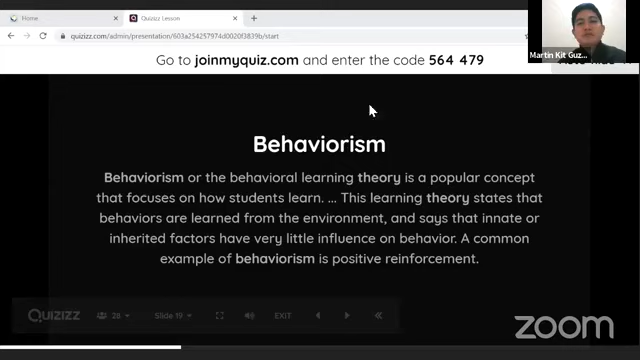 Home
Quizizz Lesson
quizizz.com/admin/presentation/603a254257974d0020f3839b/start
Go to joinmyquiz.com and enter the code 564 479
Martin Kit Guz...
Behaviorism
Behaviorism or the behavioral learning theory is a popular concept
that focuses on how students learn. ... This learning theory states that
behaviors are learned from the environment, and says that innate or
inherited factors have very little influence on behavior. A common
example of behaviorism is positive reinforcement.
Quizizz
28
Slide 19
EXIT
zoom